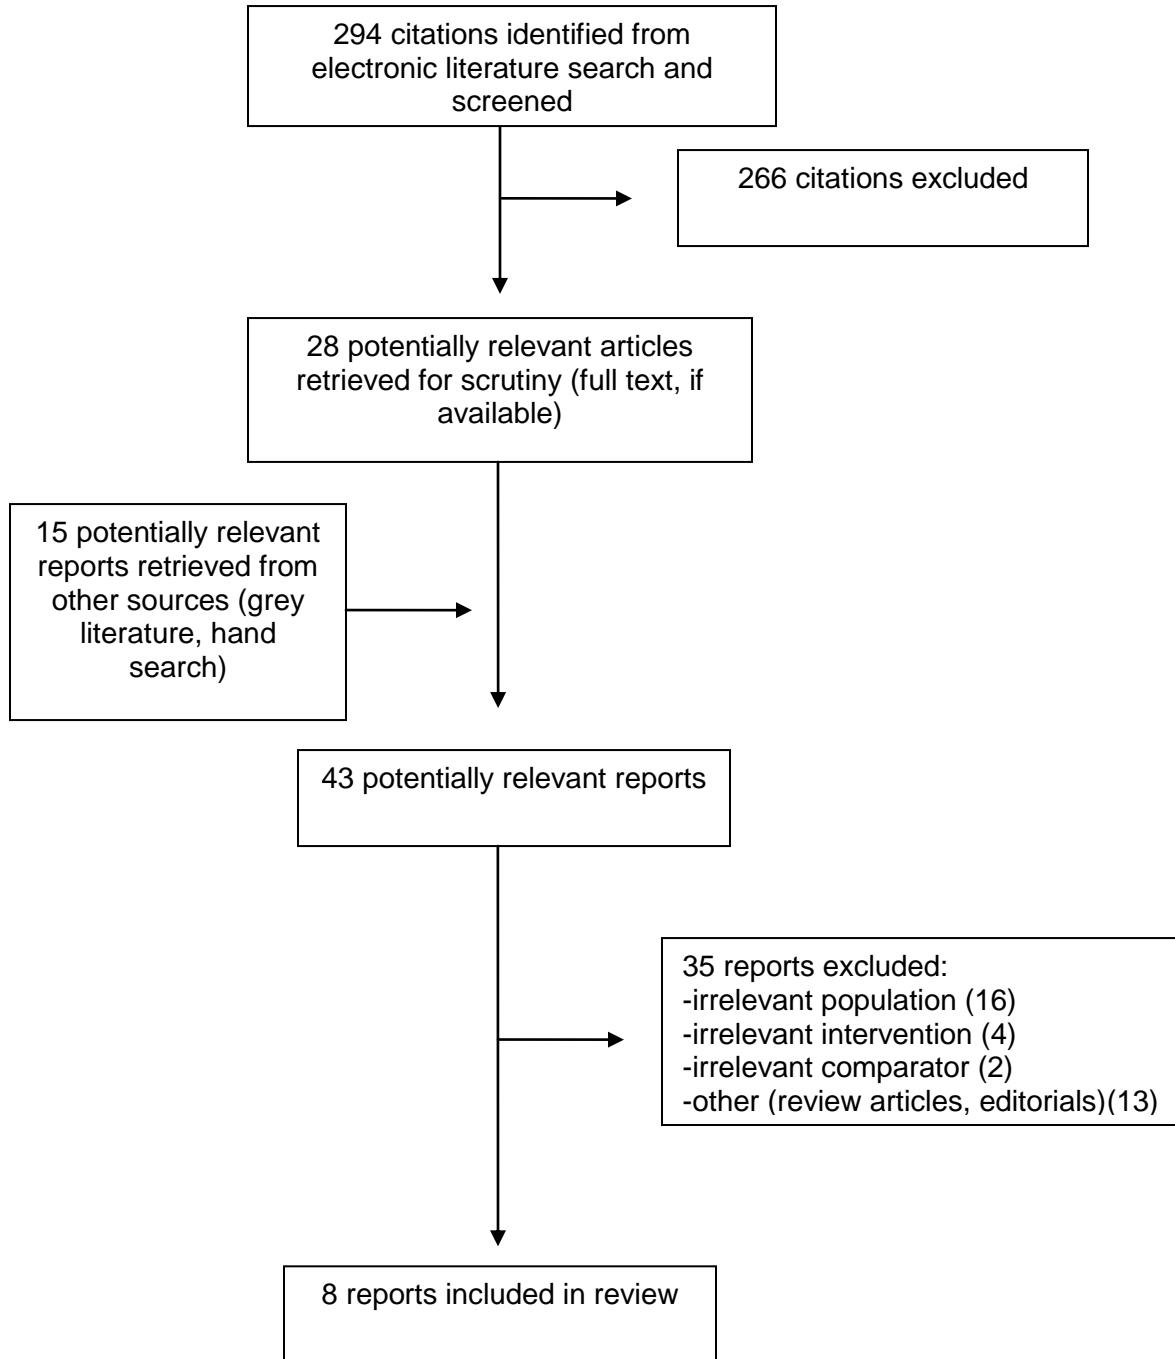 294 citations identified from
electronic literature search and
screened
266 citations excluded
28 potentially relevant articles
retrieved for scrutiny (full text, if
available)
15 potentially relevant
reports retrieved from
other sources (grey
literature, hand
search)
43 potentially relevant reports
35 reports excluded:
-irrelevant population (16)
-irrelevant intervention (4)
-irrelevant comparator (2)
-other (review articles, editorials)(13)
8 reports included in review